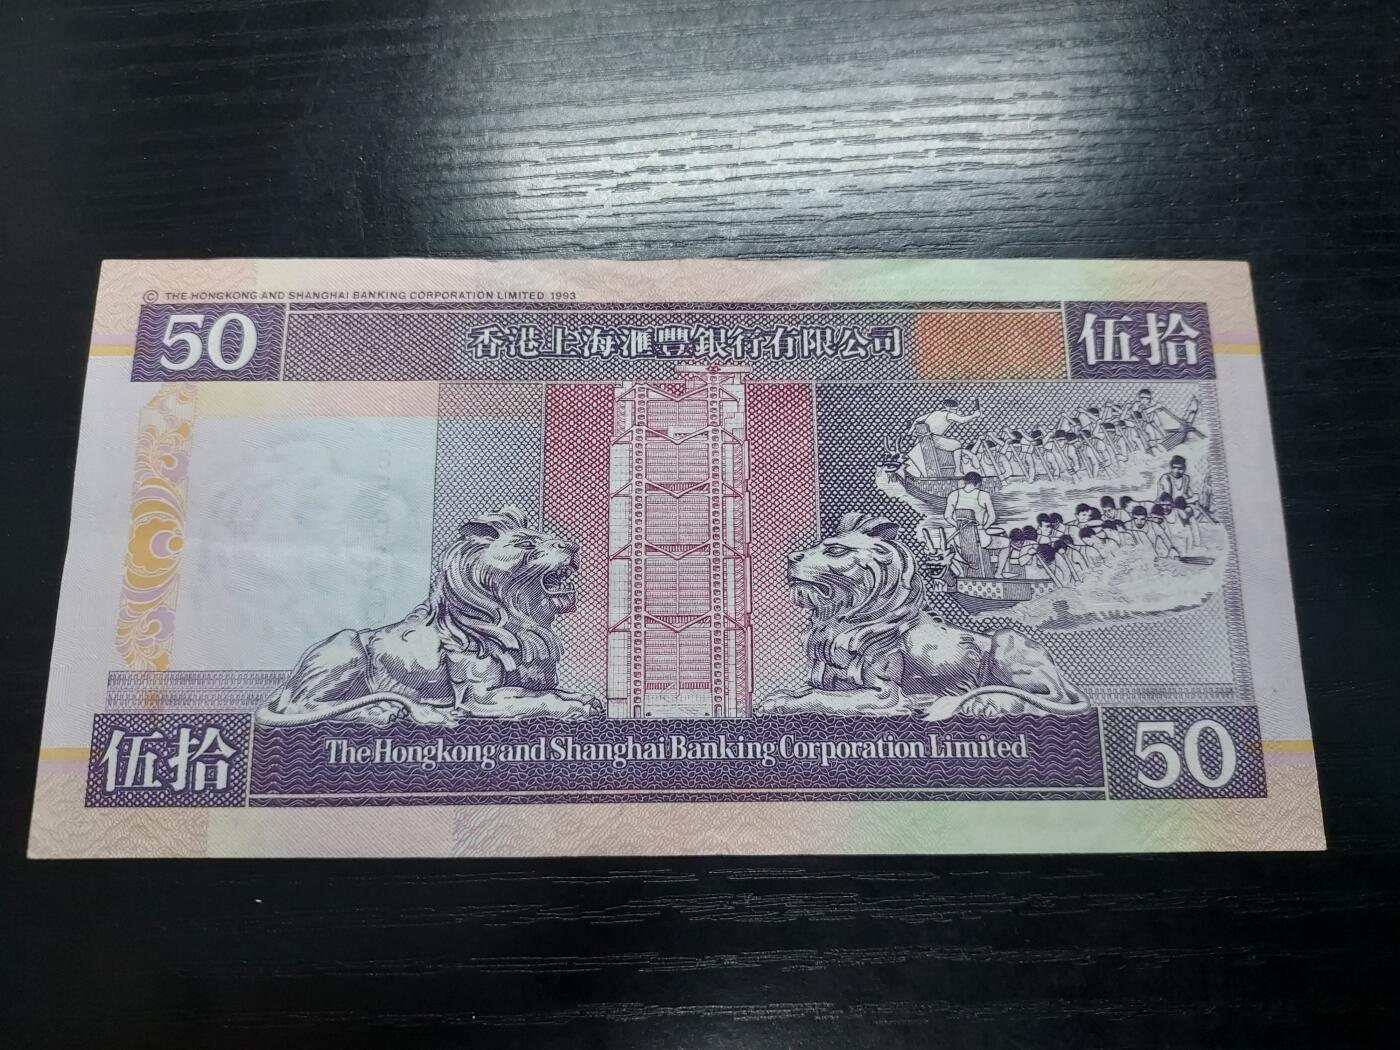 © THE HONGKONG AND SHANGHAI BANKING CORPORATION LIMITED 1993
50
香港上海滙豐銀行有限公司
伍拾
伍拾
The Hongkong and Shanghai Banking Corporation Limited
50